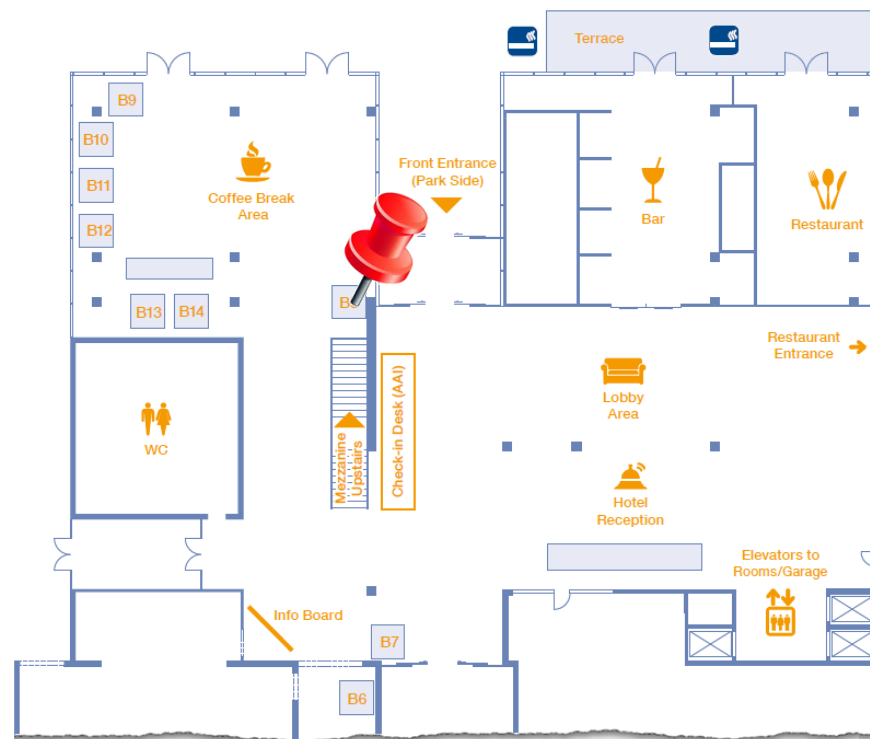 Terrace
B9
B10
B11
B12
Coffee Break
Area
Front Entrance
(Park Side)
Bar
Restaurant
B13
B14
Restaurant
Entrance
Lobby
Area
WC
Mezzanine
Upstairs
Check-in Desk (AAI)
Hotel
Reception
Elevators to
Rooms/Garage
Info Board
B7
B6